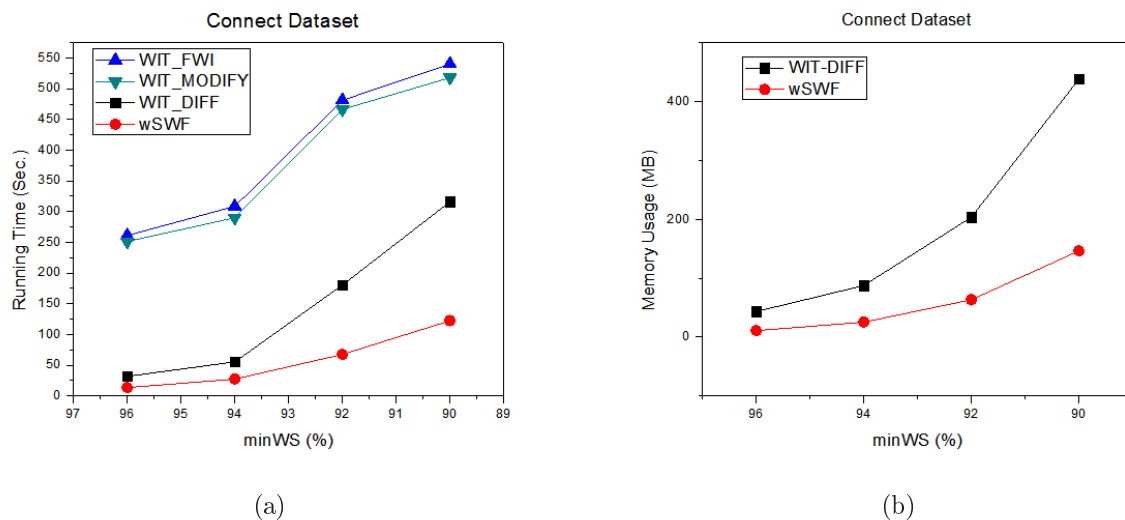 Connect Dataset
WIT_FWI
WIT_MODIFY
WIT_DIFF
wSWF
Running Time (Sec.)
550
500
450
400
350
300
250
200
150
100
50
0
97 96 95 94 93 92 91 90 89
minWS (%)
(a)
Connect Dataset
WIT-DIFF
wSWF
Memory Usage (MB)
400
200
0
96 94 92 90
minWS (%)
(b)